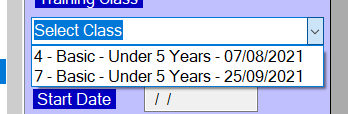 Training Class
Select Class
4 - Basic - Under 5 Years - 07/08/2021
7 - Basic - Under 5 Years - 25/09/2021
Start Date / /